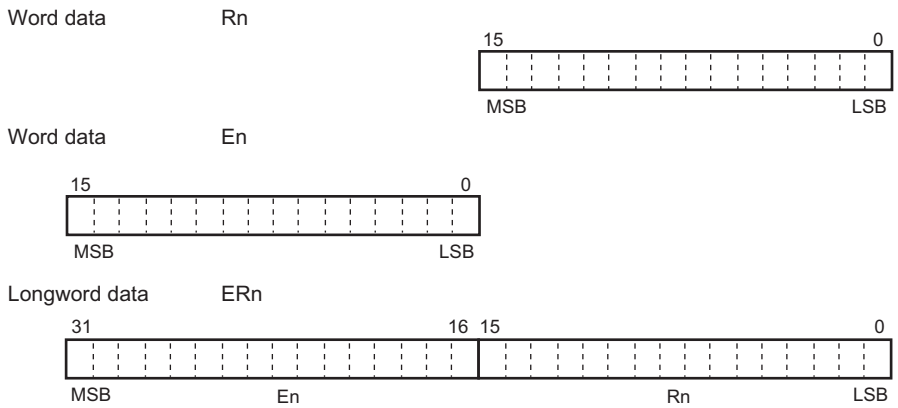 Word data Rn
15 0
MSB LSB
Word data En
15 0
MSB LSB
Longword data ERn
31 16 15 0
MSB En Rn LSB